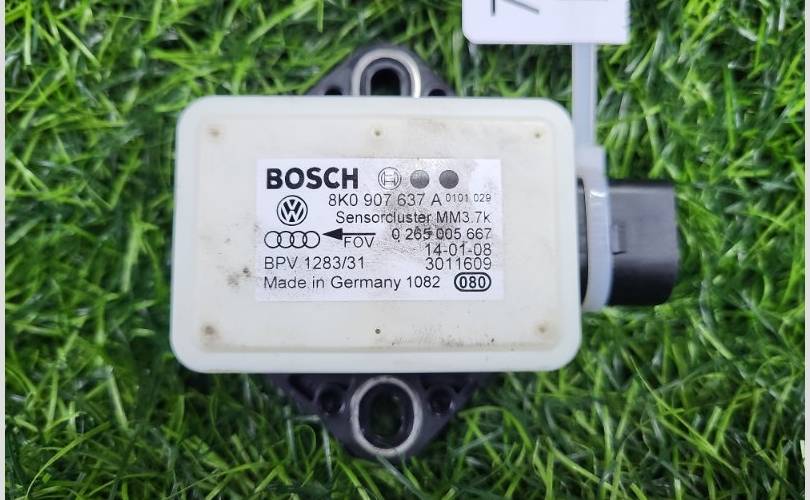 7
BOSCH
8K0 907 637 A 0101 029
Sensorcluster MM3.7k
FOV 0 265 005 667
14-01-08
BPV 1283/31 3011609
Made in Germany 1082 080